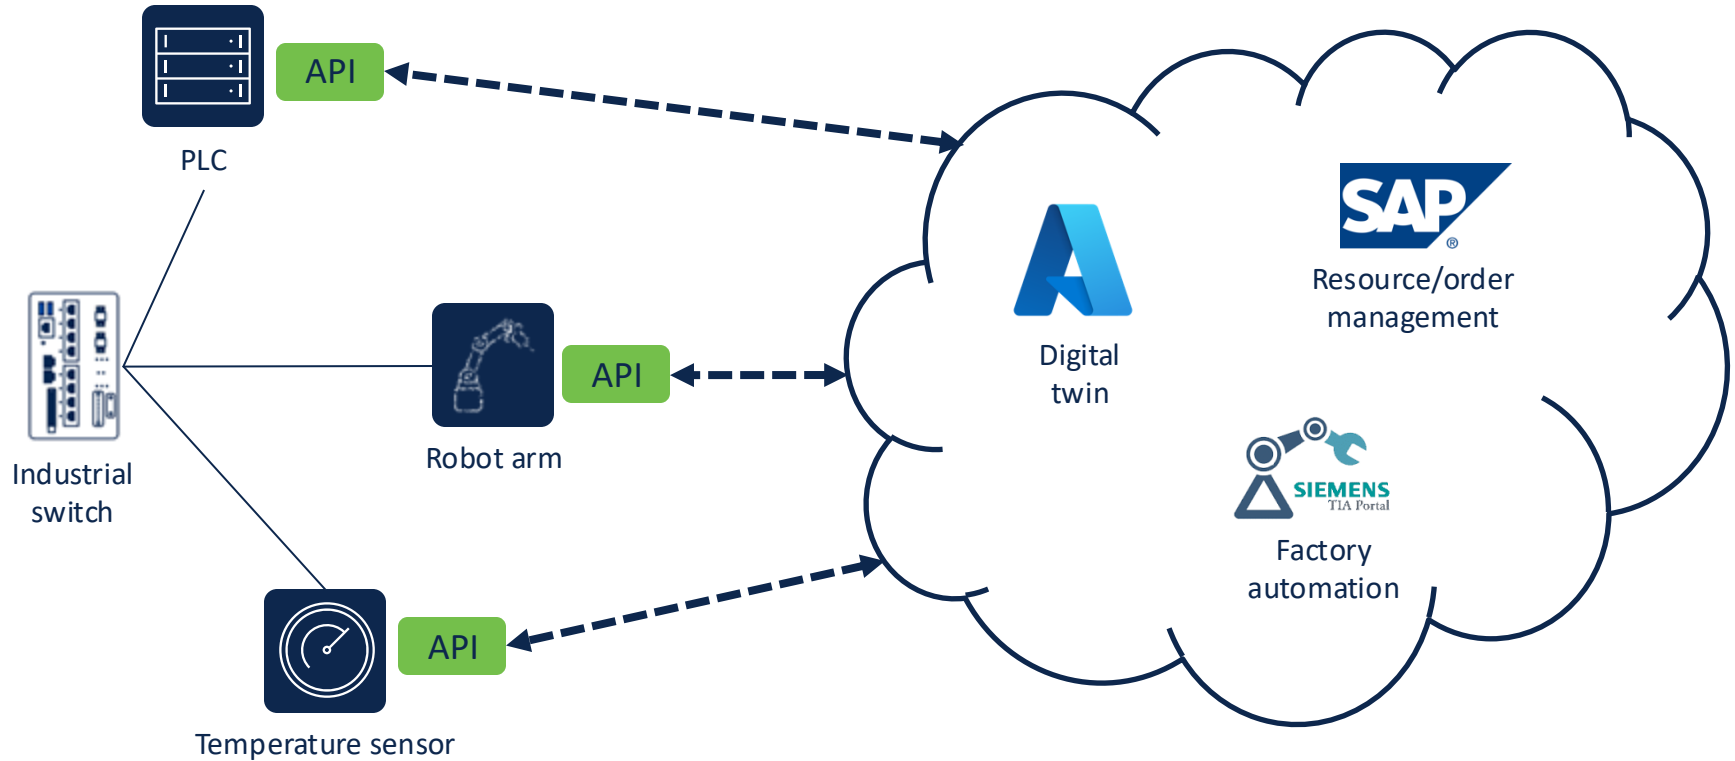 API
PLC
SAP
®
Resource/order
management
Digital
twin
API
Robot arm
Industrial
switch
SIEMENS
TIA Portal
Factory
automation
API
Temperature sensor